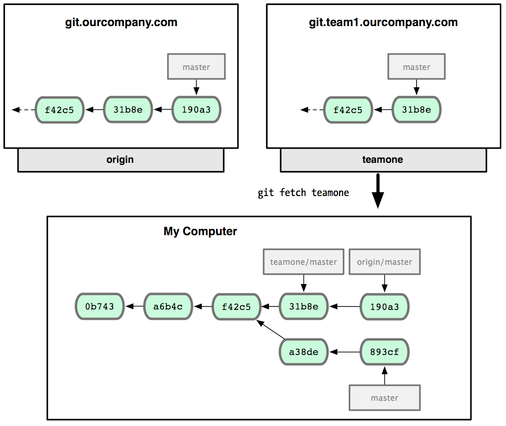 git.ourcompany.com
master
f42c5
31b8e
190a3
origin
git.team1.ourcompany.com
master
f42c5
31b8e
teamone
git fetch teamone
My Computer
teamone/master
origin/master
0b743
a6b4c
f42c5
31b8e
190a3
a38de
893cf
master